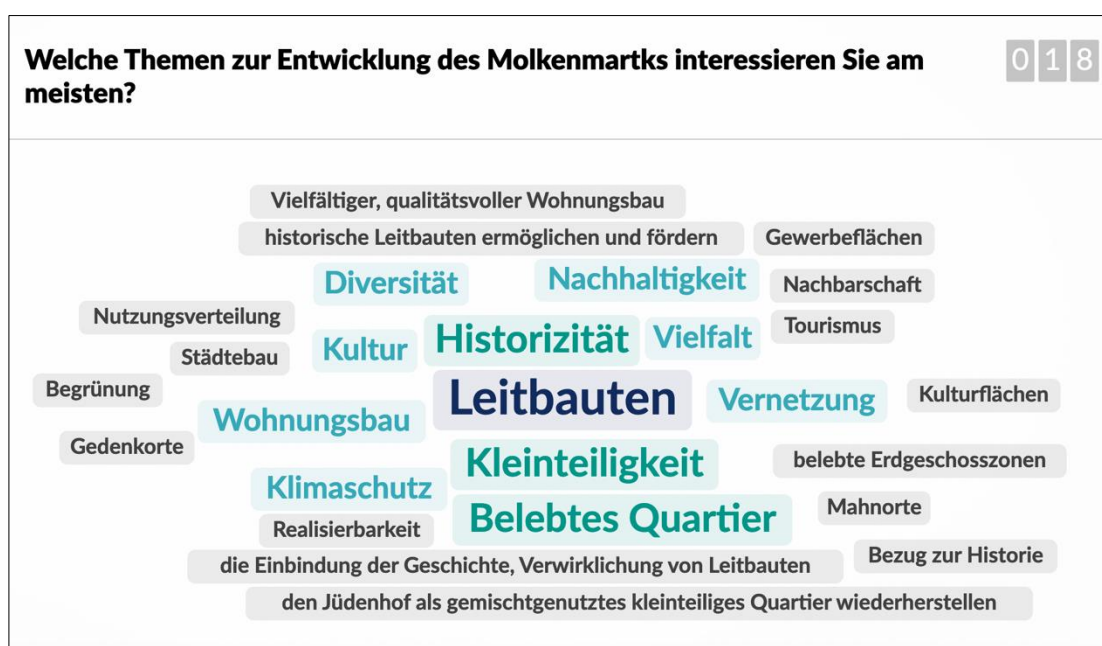 Welche Themen zur Entwicklung des Molkenmartks interessieren Sie am
meisten?
018
Vielfältiger, qualitätsvoller Wohnungsbau
historische Leitbauten ermöglichen und fördern
Gewerbeflächen
Diversität
Nachhaltigkeit
Nachbarschaft
Nutzungsverteilung
Kultur
Historizität
Vielfalt
Tourismus
Städtebau
Begrünung
Leitbauten
Vernetzung
Kulturflächen
Wohnungsbau
Gedenkorte
Kleinteiligkeit
belebte Erdgeschosszonen
Klimaschutz
Belebtes Quartier
Mahnorte
Realisierbarkeit
die Einbindung der Geschichte, Verwirklichung von Leitbauten
Bezug zur Historie
den Jüdenhof als gemischtgenutztes kleinteiliges Quartier wiederherstellen